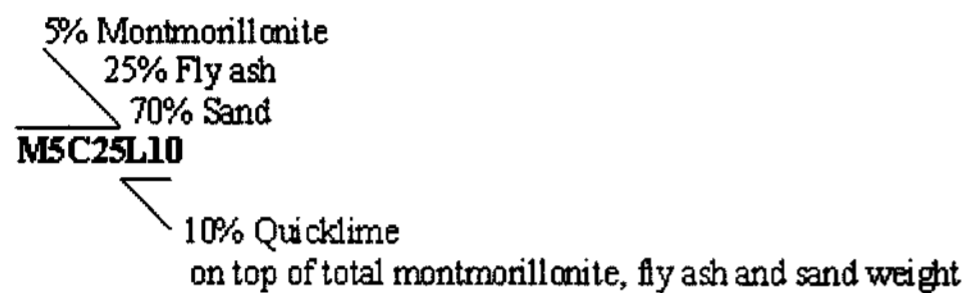 5% Montmorillonite
25% Fly ash
70% Sand
M5C25L10
10% Quicklime
on top of total montmorillonite, fly ash and sand weight